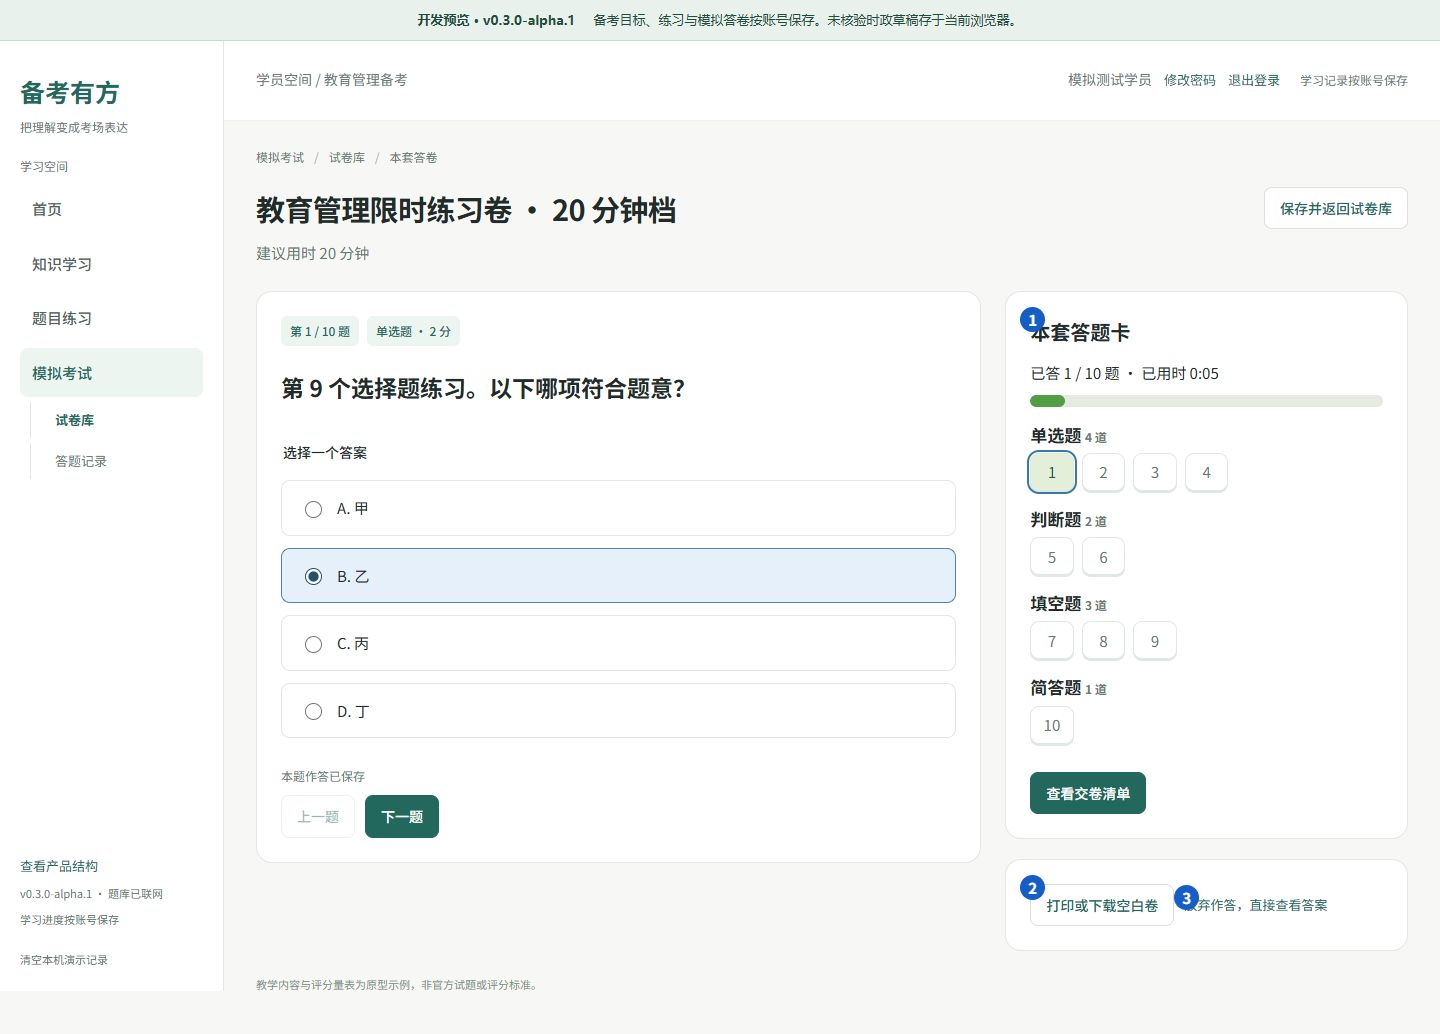 开发预览 • v0.3.0-alpha.1 备考目标、练习与模拟答卷按账号保存。未核验时政草稿存于当前浏览器。
备考有方
把理解变成考场表达
学习空间
首页
知识学习
题目练习
模拟考试
试卷库
答题记录
查看产品结构
v0.3.0-alpha.1 · 题库已联网
学习进度按账号保存
清空本机演示记录
学员空间 / 教育管理备考
模拟测试学员 修改密码 退出登录 学习记录按账号保存
模拟考试 / 试卷库 / 本套答卷
教育管理限时练习卷 · 20 分钟档
建议用时 20 分钟
保存并返回试卷库
第 1 / 10 题 单选题 · 2 分
第 9 个选择题练习。以下哪项符合题意?
选择一个答案
A. 甲
B. 乙
C. 丙
D. 丁
本题作答已保存
上一题 下一题
1
本套答题卡
已答 1 / 10 题 · 已用时 0:05
单选题 4 道
1 2 3 4
判断题 2 道
5 6
填空题 3 道
7 8 9
简答题 1 道
10
查看交卷清单
2
打印或下载空白卷
3
弃作答，直接查看答案
教学内容与评分量表为原型示例，非官方试题或评分标准。